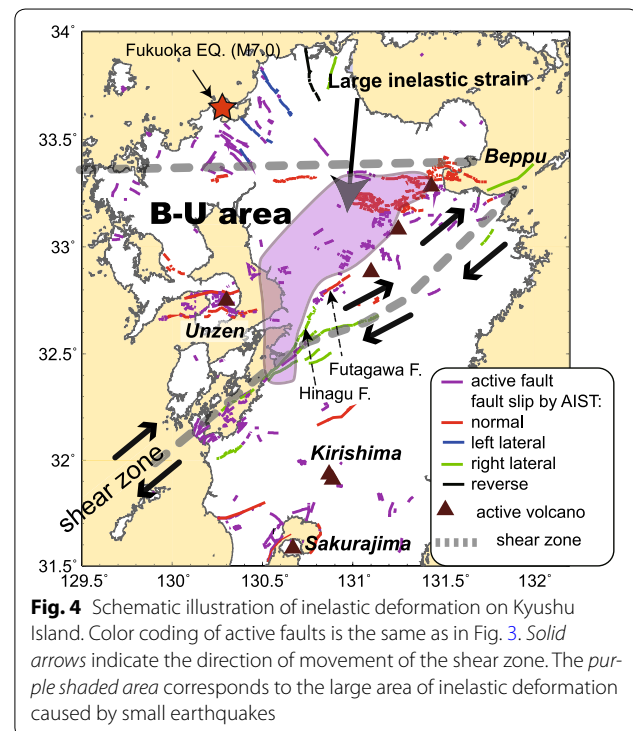 34˚
Fukuoka EQ. (M7.0)
Large inelastic strain
33.5
Beppu
B-U area
33
Unzen
32.5
Futagawa F.
Hinagu F.
active fault
fault slip by AIST:
normal
left lateral
right lateral
reverse
active volcano
shear zone
Kirishima
32
shear zone
Sakurajima
31.5
129.5 130 130.5 131 131.5 132
Fig. 4 Schematic illustration of inelastic deformation on Kyushu
Island. Color coding of active faults is the same as in Fig. 3. Solid
arrows indicate the direction of movement of the shear zone. The pur-
ple shaded area corresponds to the large area of inelastic deformation
caused by small earthquakes